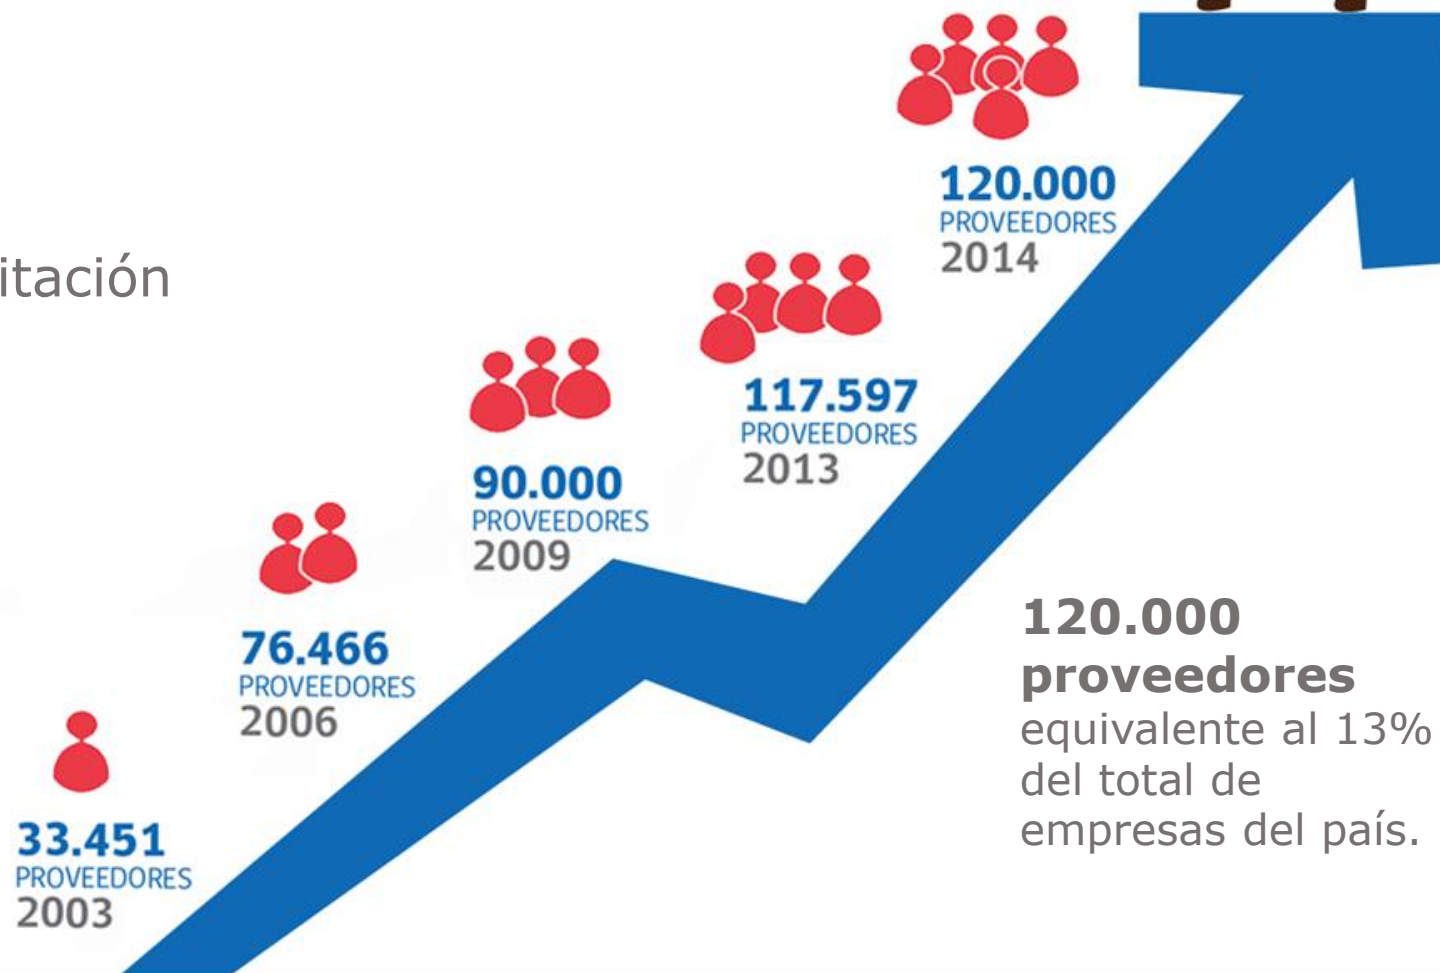 120.000
PROVEEDORES
2014
itación
117.597
PROVEEDORES
2013
90.000
PROVEEDORES
2009
76.466
PROVEEDORES
2006
33.451
PROVEEDORES
2003
120.000
proveedores
equivalente al 13%
del total de
empresas del país.